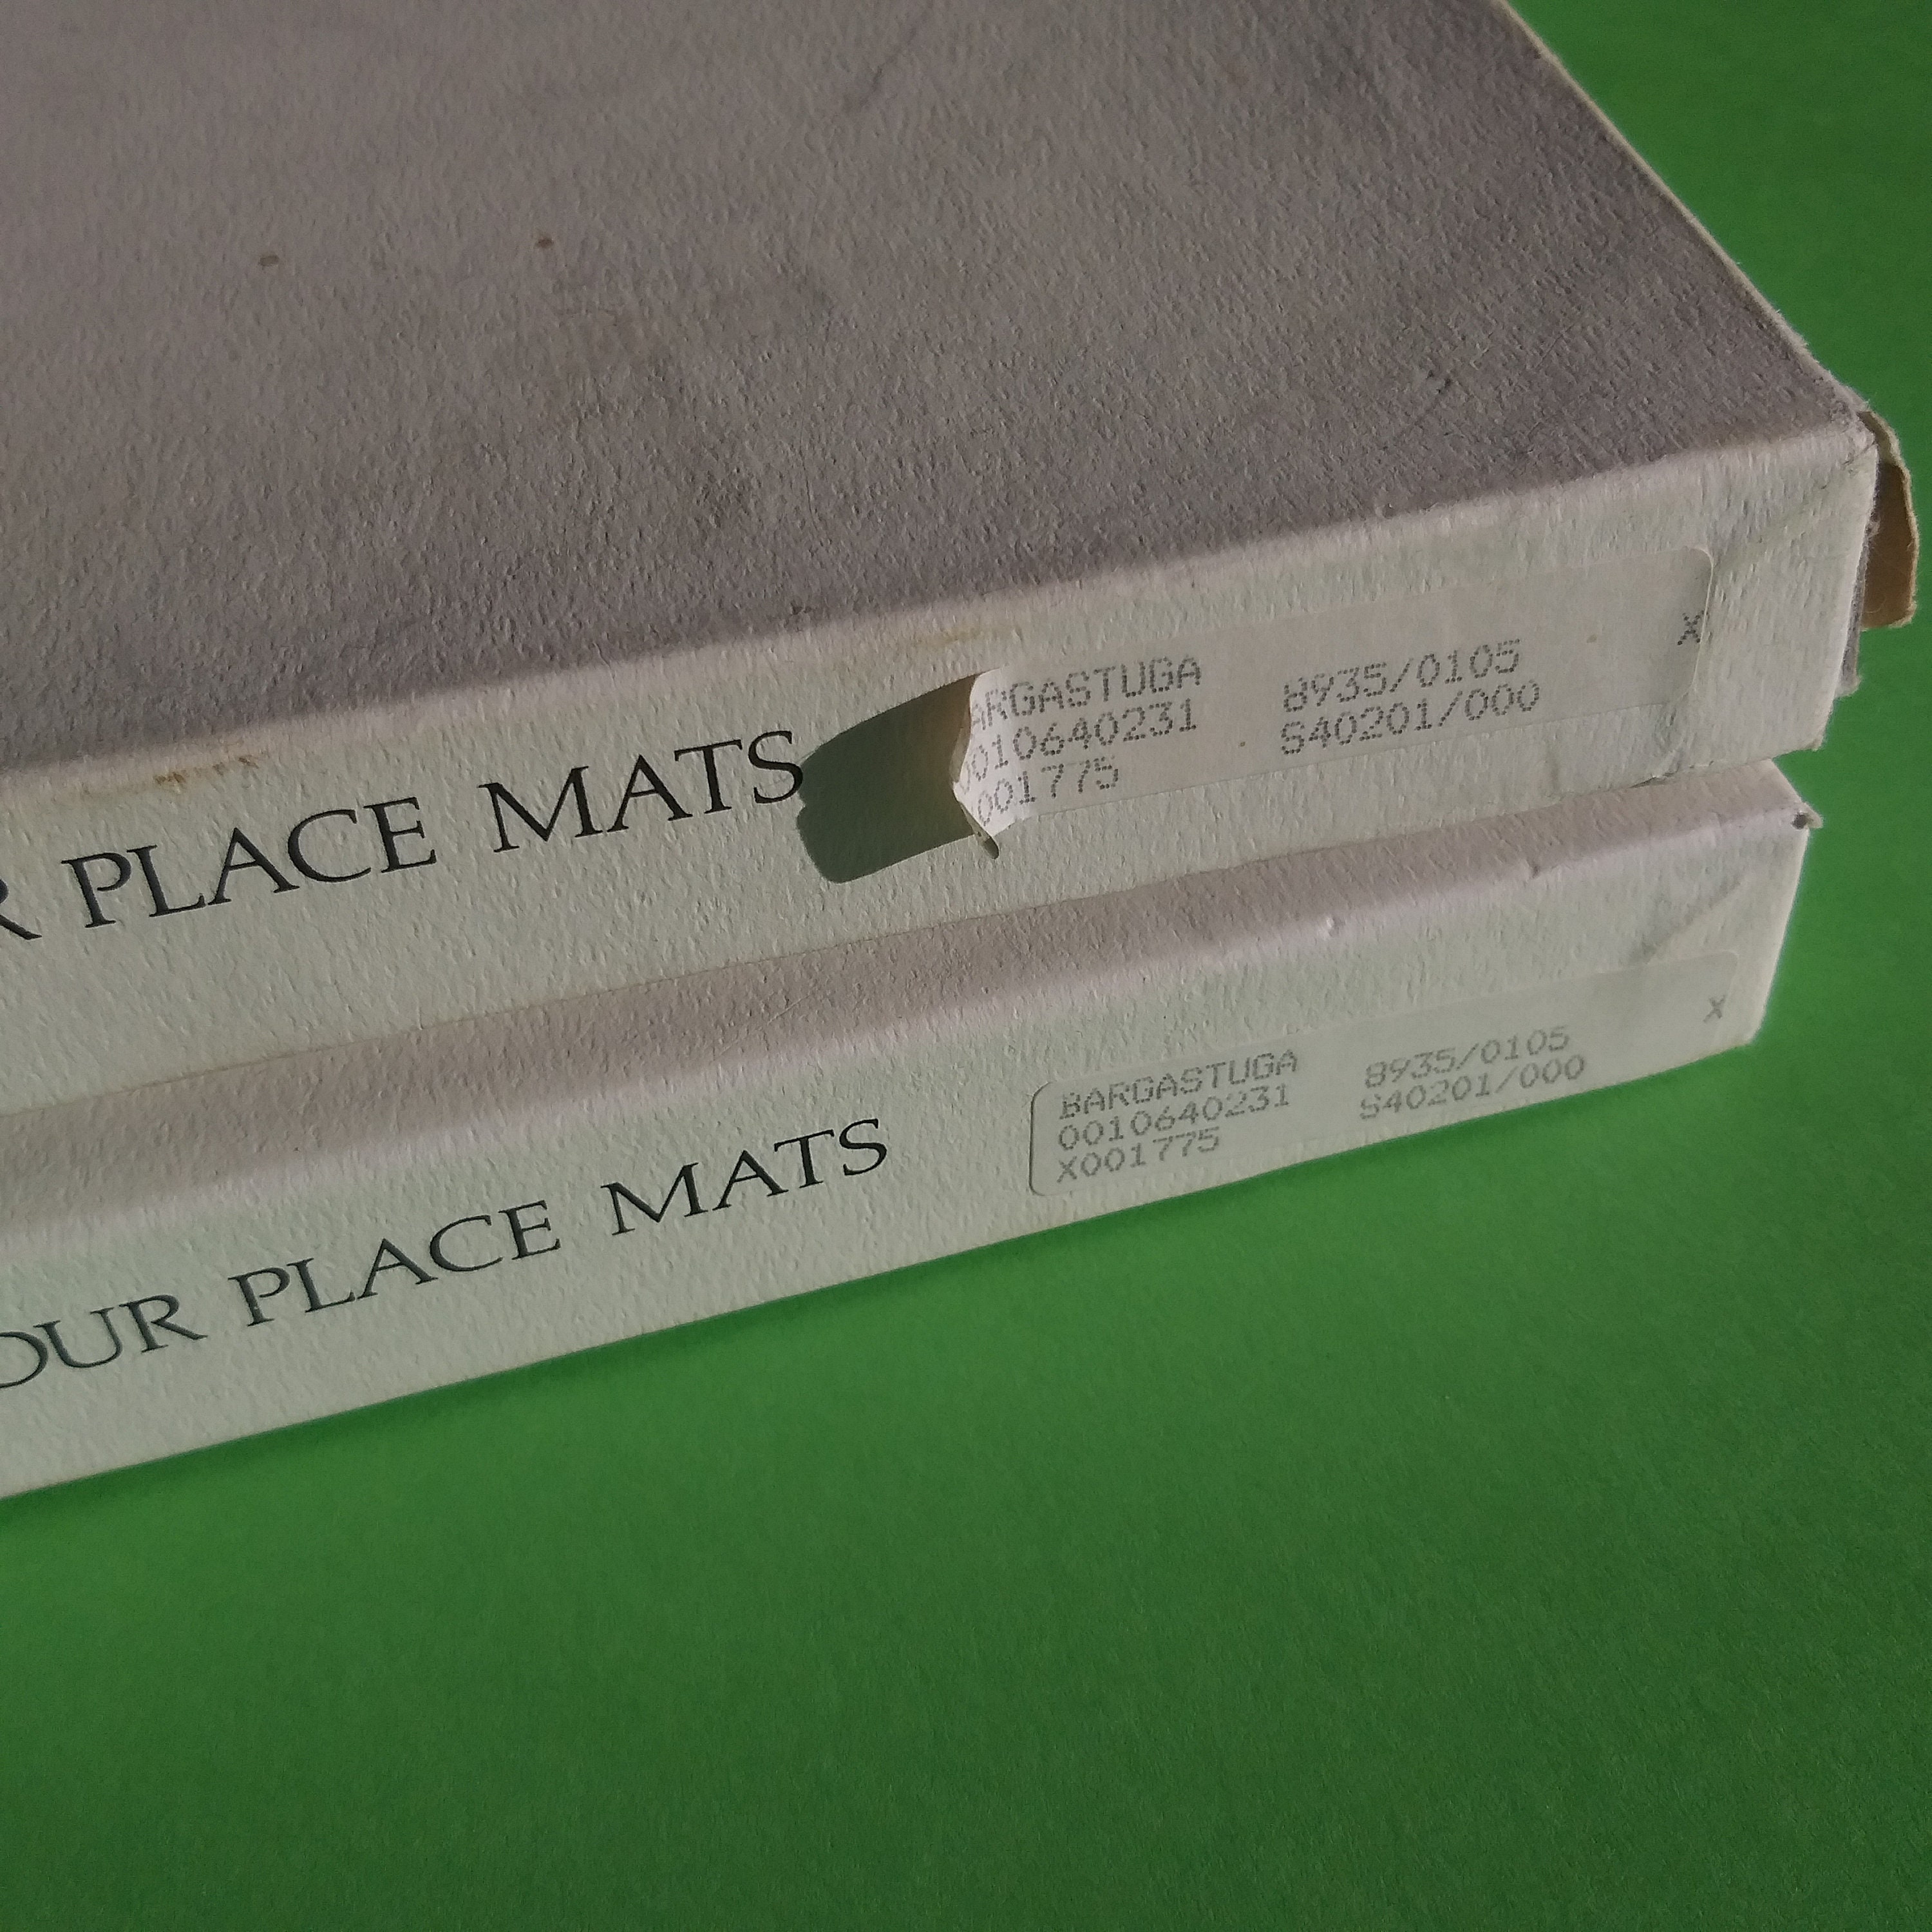 R PLACE MATS
ARGASTUGA 8935/0105 X
010640231 S40201/000
001775
OUR PLACE MATS
BARGASTUGA 8935/0105 X
0010640231 S40201/000
X001775